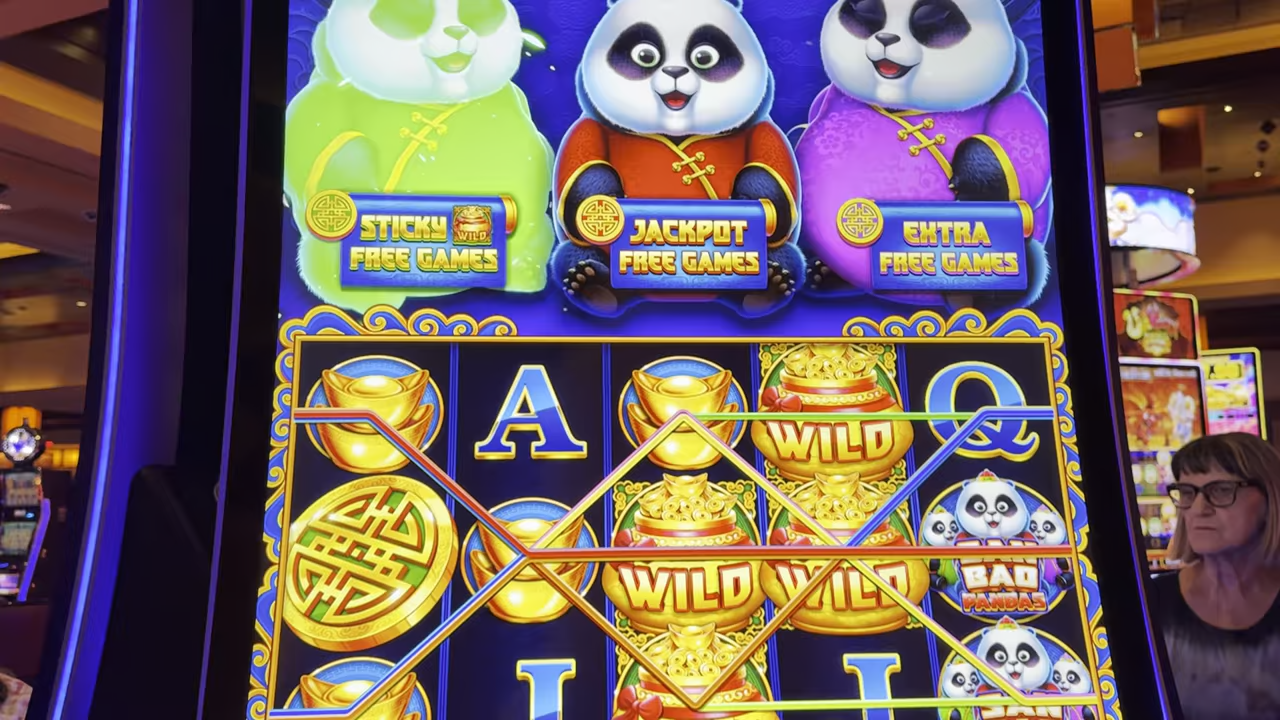 STICKY WILD
FREE GAMES
JACKPOT
FREE GAMES
EXTRA
FREE GAMES
A
WILD
Q
WILD
WILD
BAO
PANDAS
J
J